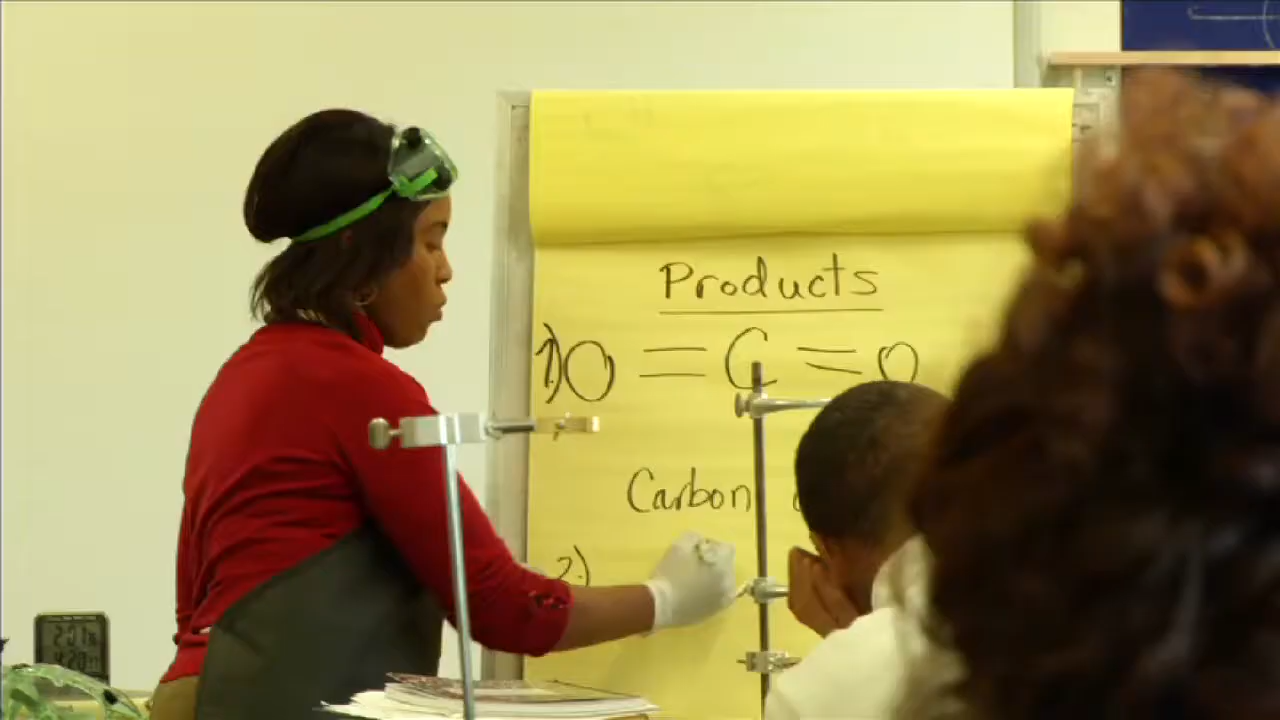 Products
1.) O = C = O
Carbon
2.)